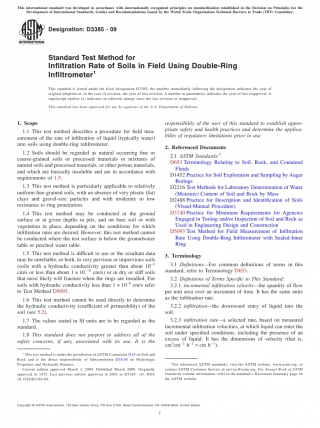 This international standard was developed in accordance with internationally recognized principles on standardization established in the Decision on Principles for the
Development of International Standards, Guides and Recommendations issued by the World Trade Organization Technical Barriers to Trade (TBT) Committee.
Designation: D3385 − 09
INTERNATIONAL
Standard Test Method for
Infiltration Rate of Soils in Field Using Double-Ring
Infiltrometer1
This standard is issued under the fixed designation D3385; the number immediately following the designation indicates the year of
original adoption or, in the case of revision, the year of last revision. A number in parentheses indicates the year of last reapproval. A
superscript epsilon (ε) indicates an editorial change since the last revision or reapproval.
This standard has been approved for use by agencies of the U.S. Department of Defense.
1. Scope
1.1 This test method describes a procedure for field mea-
surement of the rate of infiltration of liquid (typically water)
into soils using double-ring infiltrometer.
1.2 Soils should be regarded as natural occurring fine or
coarse-grained soils or processed materials or mixtures of
natural soils and processed materials, or other porous materials,
and which are basically insoluble and are in accordance with
requirements of 1.5.
1.3 This test method is particularly applicable to relatively
uniform fine-grained soils, with an absence of very plastic (fat)
clays and gravel-size particles and with moderate to low
resistance to ring penetration.
1.4 This test method may be conducted at the ground
surface or at given depths in pits, and on bare soil or with
vegetation in place, depending on the conditions for which
infiltration rates are desired. However, this test method cannot
be conducted where the test surface is below the groundwater
table or perched water table.
1.5 This test method is difficult to use or the resultant data
may be unreliable, or both, in very pervious or impervious soils
(soils with a hydraulic conductivity greater than about 10−2
cm/s or less than about 1 × 10−6 cm/s) or in dry or stiff soils
that most likely will fracture when the rings are installed. For
soils with hydraulic conductivity less than 1 × 10−6 cm/s refer
to Test Method D5093.
1.6 This test method cannot be used directly to determine
the hydraulic conductivity (coefficient of permeability) of the
soil (see 5.2).
1.7 The values stated in SI units are to be regarded as the
standard.
1.8 This standard does not purport to address all of the
safety concerns, if any, associated with its use. It is the
1 This test method is under the jurisdiction of ASTM Committee D18 on Soil and
Rock and is the direct responsibility of Subcommittee D18.04 on Hydrologic
Properties and Hydraulic Barriers.
Current edition approved March 1, 2009. Published March 2009. Originally
approved in 1975. Last previous edition approved in 2003 as D3385 – 03. DOI:
10.1520/D3385-09.
responsibility of the user of this standard to establish appro-
priate safety and health practices and determine the applica-
bility of regulatory limitations prior to use.
2. Referenced Documents
2.1 ASTM Standards:2
D653 Terminology Relating to Soil, Rock, and Contained
Fluids
D1452 Practice for Soil Exploration and Sampling by Auger
Borings
D2216 Test Methods for Laboratory Determination of Water
(Moisture) Content of Soil and Rock by Mass
D2488 Practice for Description and Identification of Soils
(Visual-Manual Procedure)
D3740 Practice for Minimum Requirements for Agencies
Engaged in Testing and/or Inspection of Soil and Rock as
Used in Engineering Design and Construction
D5093 Test Method for Field Measurement of Infiltration
Rate Using Double-Ring Infiltrometer with Sealed-Inner
Ring
3. Terminology
3.1 Definitions—For common definitions of terms in this
standard, refer to Terminology D653.
3.2 Definitions of Terms Specific to This Standard:
3.2.1 incremental infiltration velocity—the quantity of flow
per unit area over an increment of time. It has the same units
as the infiltration rate.
3.2.2 infiltration—the downward entry of liquid into the
soil.
3.2.3 infiltration rate—a selected rate, based on measured
incremental infiltration velocities, at which liquid can enter the
soil under specified conditions, including the presence of an
excess of liquid. It has the dimensions of velocity (that is,
cm3cm−2 h−1 = cm h−1).
2 For referenced ASTM standards, visit the ASTM website, www.astm.org, or
contact ASTM Customer Service at service@astm.org. For Annual Book of ASTM
Standards volume information, refer to the standard's Document Summary page on
the ASTM website.
Copyright © ASTM International, 100 Barr Harbor Drive, PO Box C700, West Conshohocken, PA 19428-2959. United States
1